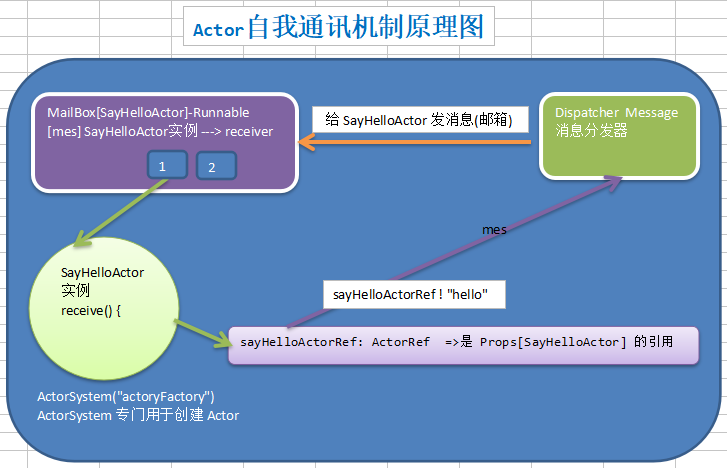 Actor自我通讯机制原理图
MailBox[SayHelloActor]-Runnable
[mes] SayHelloActor实例 ---> receiver
1
2
给 SayHelloActor 发消息(邮箱)
Dispatcher Message
消息分发器
mes
SayHelloActor
实例
receive() {
sayHelloActorRef ! "hello"
sayHelloActorRef: ActorRef =>是 Props[SayHelloActor] 的引用
ActorSystem("actoryFactory")
ActorSystem 专门用于创建 Actor